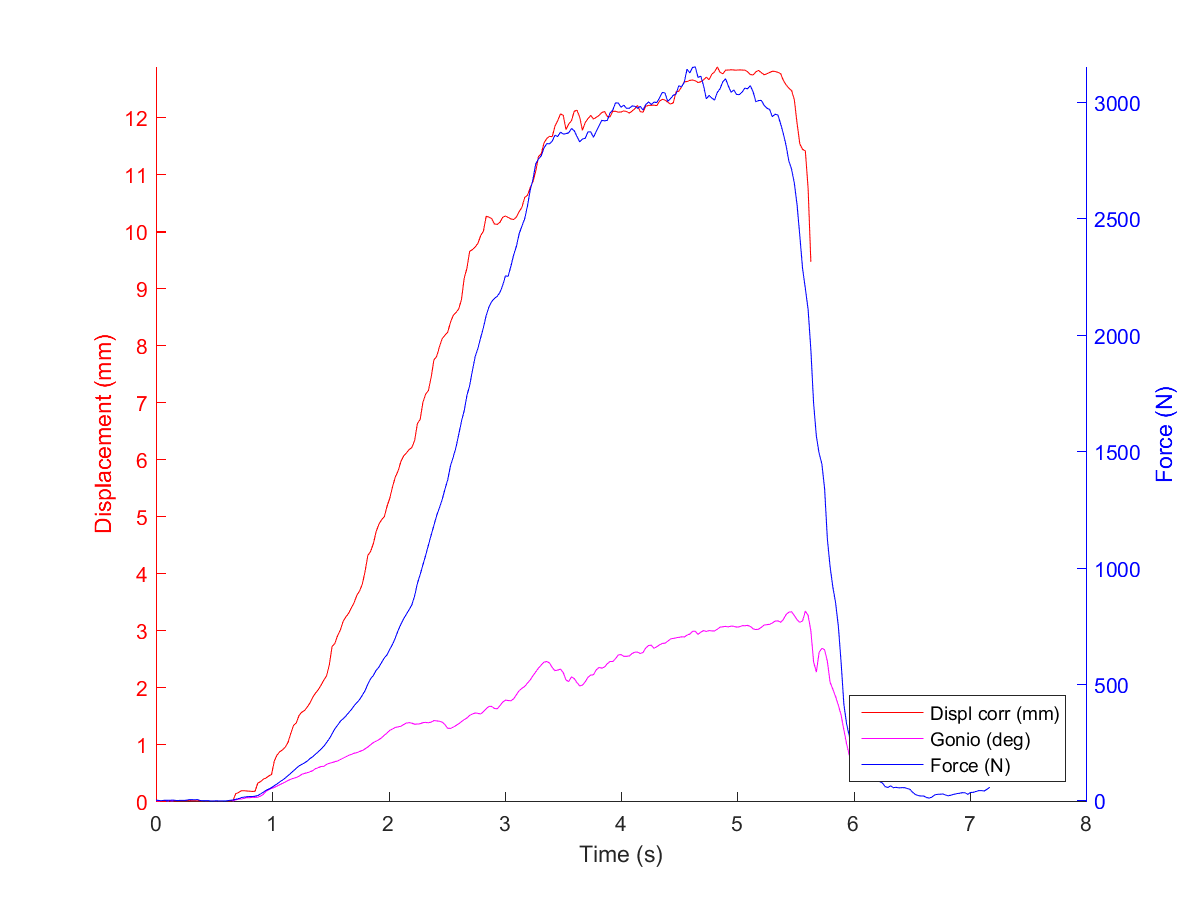 Displacement (mm)
12
11
10
9
8
7
6
5
4
3
2
1
0
0 1 2 3 4 5 6 7 8
Time (s)
3000
2500
2000
1500
1000
500
0
Force (N)
Displ corr (mm)
Gonio (deg)
Force (N)